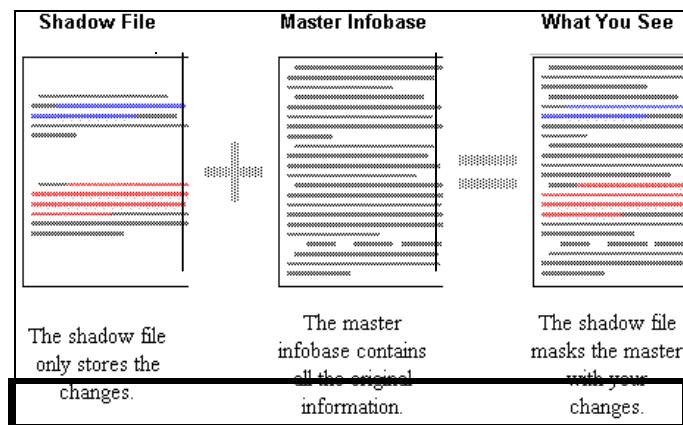 Shadow File
Master Infobase
What You See
The shadow file
only stores the
changes.
The master
infobase contains
all the original
information.
The shadow file
masks the master
with your
changes.